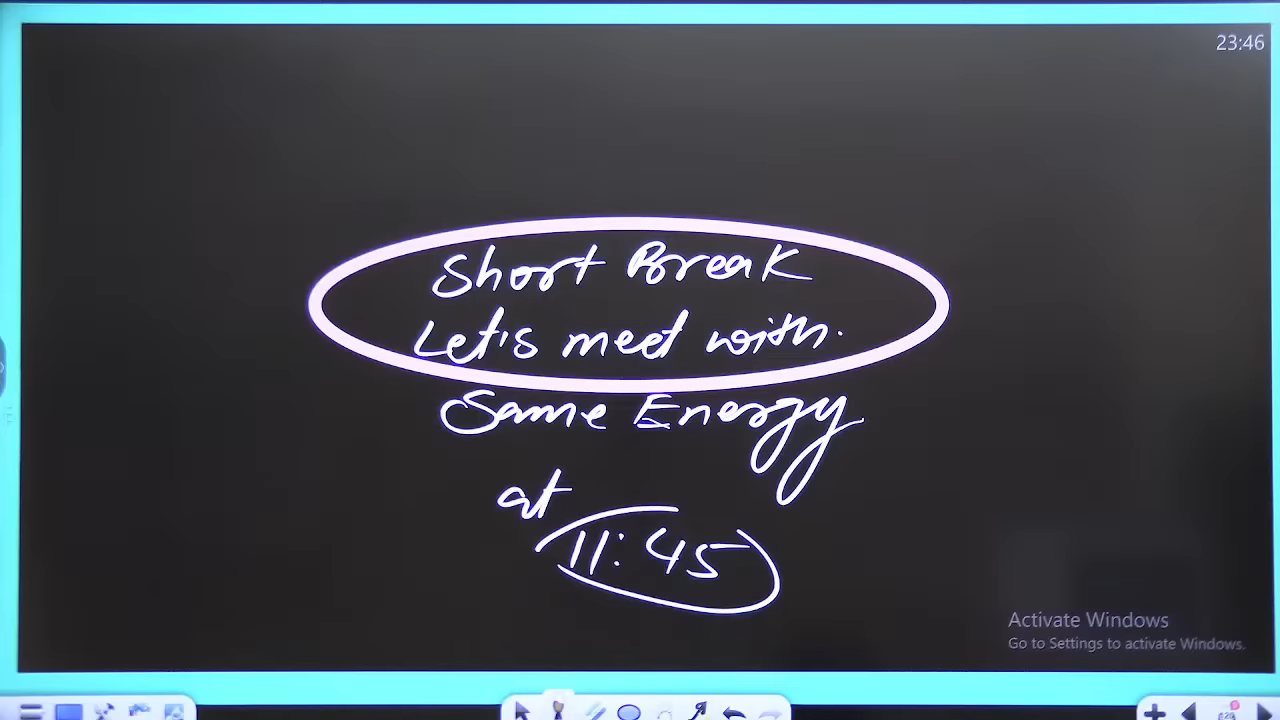 23:46
Short Break
Let's meet with.
Same Energy
at
11:45
Activate Windows
Go to Settings to activate Windows.